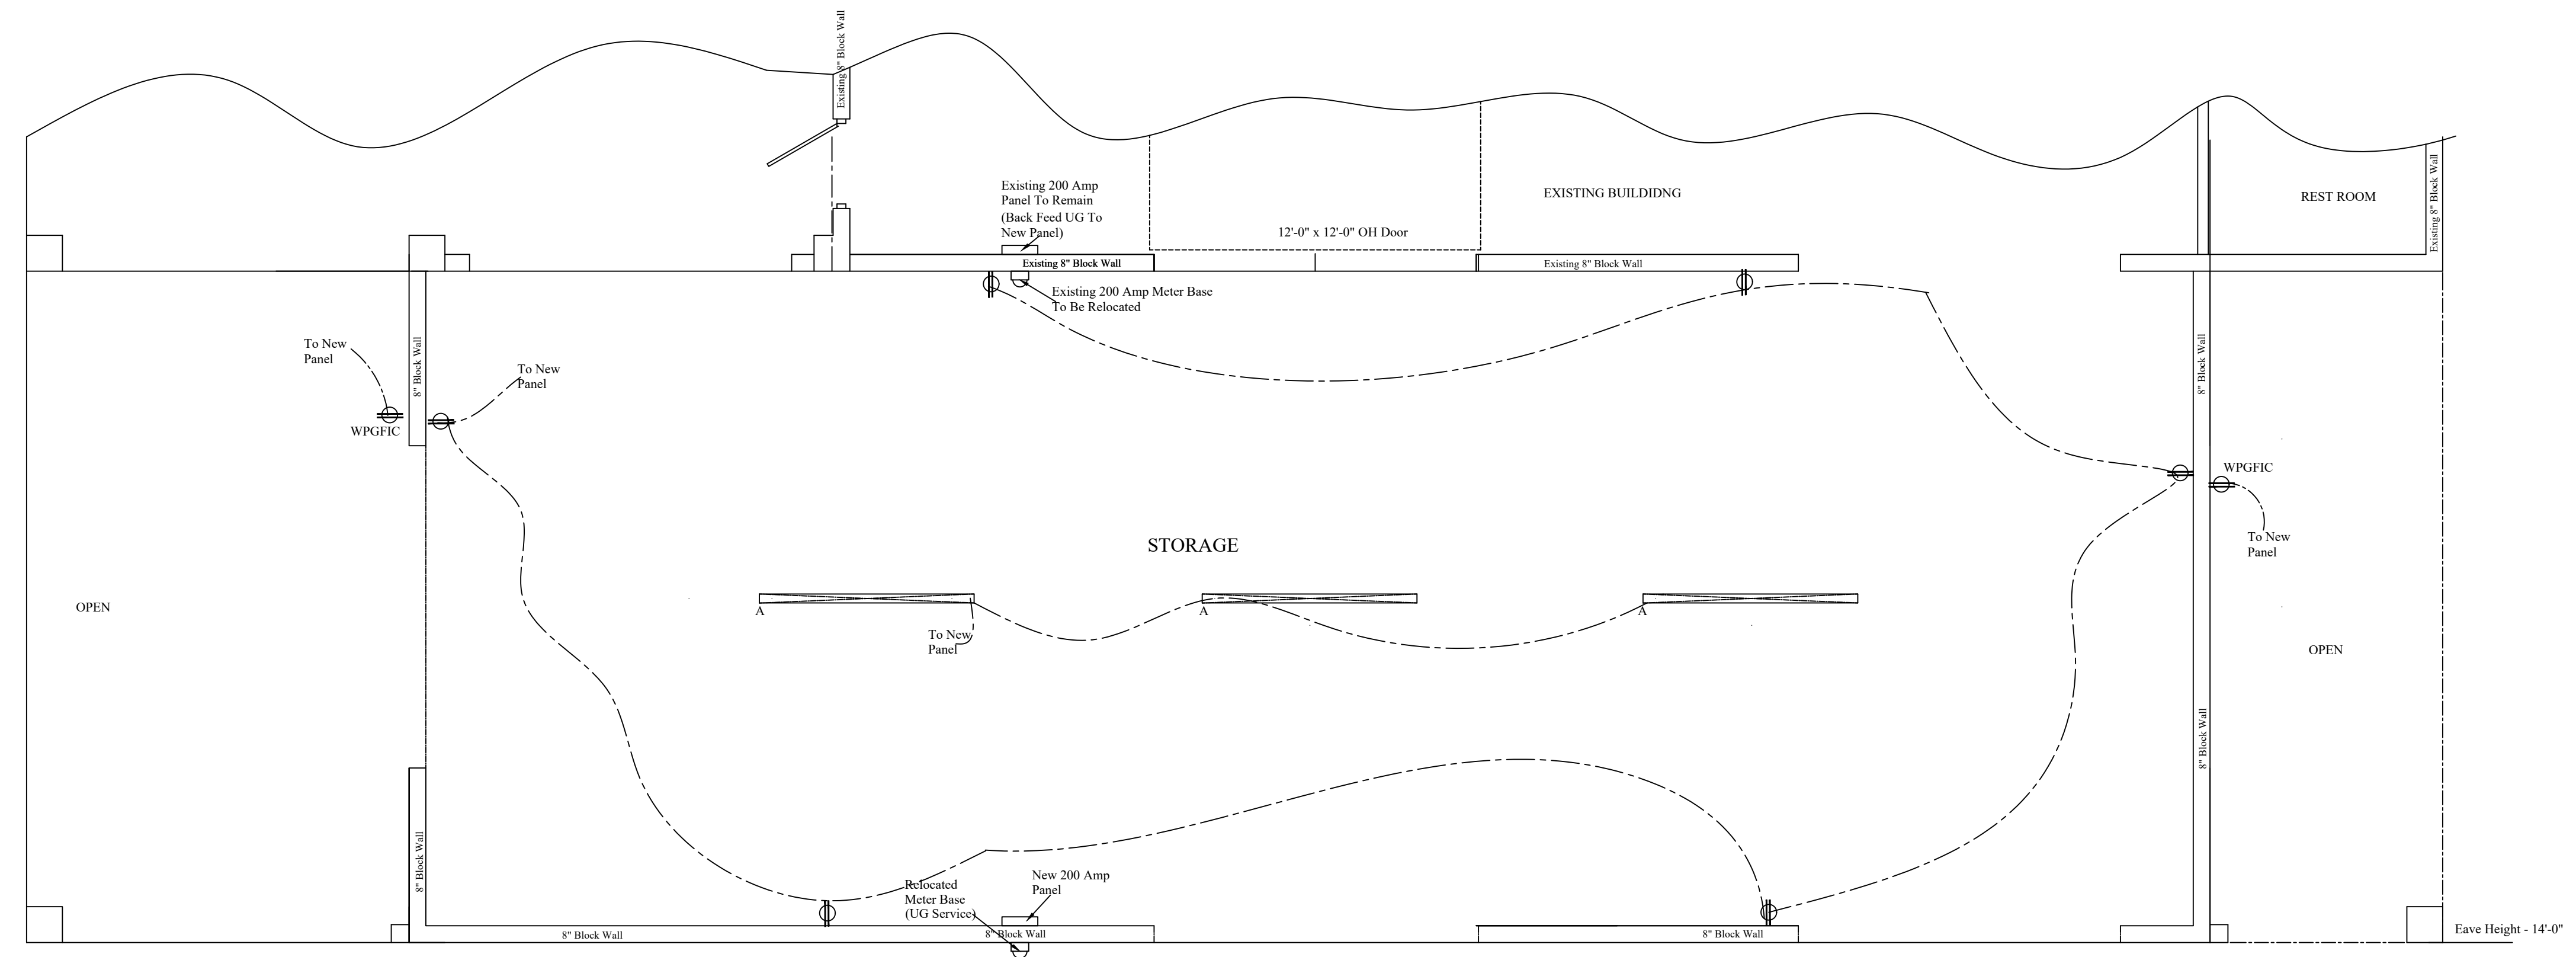 Existing 8" Block Wall
Existing 200 Amp
Panel To Remain
(Back Feed UG To
New Panel)
EXISTING BUILDIDNG
REST ROOM
Existing 8" Block Wall
12'-0" x 12'-0" OH Door
Existing 8" Block Wall
Existing 8" Block Wall
Existing 200 Amp Meter Base
To Be Relocated
To New
Panel
8" Block Wall
To New
Panel
WPGFIC
8" Block Wall
WPGFIC
To New
Panel
STORAGE
OPEN
A
A
A
To New
Panel
OPEN
8" Block Wall
8" Block Wall
Relocated
Meter Base
(UG Service)
New 200 Amp
Panel
8" Block Wall
8" Block Wall
8" Block Wall
Eave Height - 14'-0"